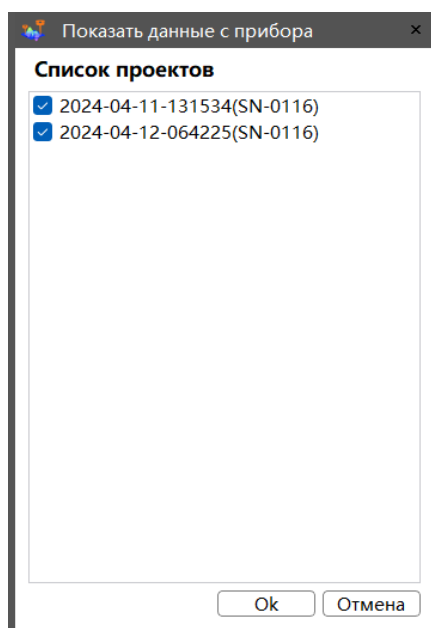 Показать данные с прибора
Список проектов
2024-04-11-131534(SN-0116)
2024-04-12-064225(SN-0116)
Ok Отмена